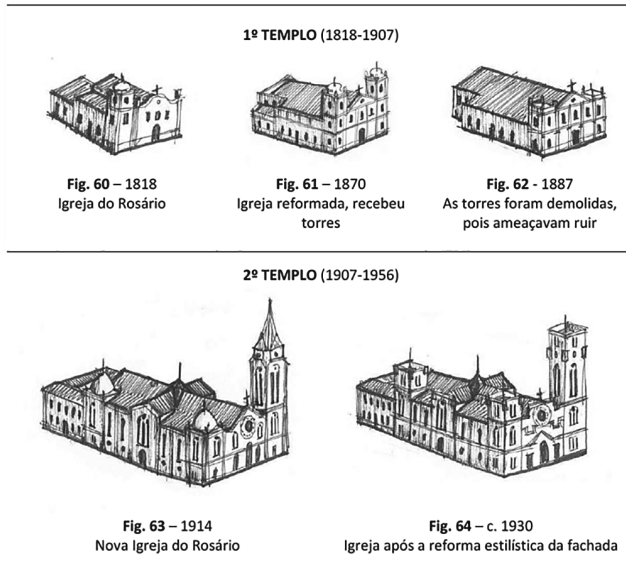 1º TEMPLO (1818-1907)
Fig. 60 – 1818
Igreja do Rosário
Fig. 61 – 1870
Igreja reformada, recebeu
torres
Fig. 62 - 1887
As torres foram demolidas,
pois ameaçavam ruir
2º TEMPLO (1907-1956)
Fig. 63 – 1914
Nova Igreja do Rosário
Fig. 64 – c. 1930
Igreja após a reforma estilística da fachada